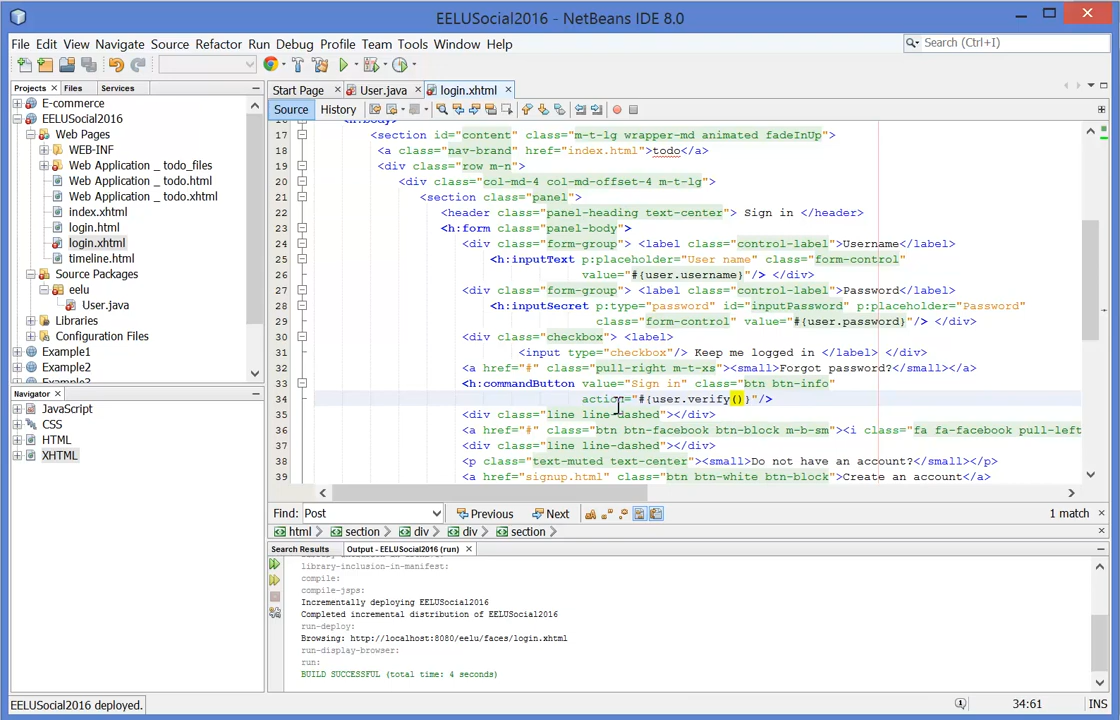 EELUSocial2016 - NetBeans IDE 8.0
File Edit View Navigate Source Refactor Run Debug Profile Team Tools Window Help
Search (Ctrl+I)
Projects Files Services
E-commerce
EELUSocial2016
Web Pages
WEB-INF
Web Application _ todo_files
Web Application _ todo.html
Web Application _ todo.xhtml
index.xhtml
login.html
login.xhtml
timeline.html
Source Packages
eelu
User.java
Libraries
Configuration Files
Example1
Example2
Navigator
JavaScript
CSS
HTML
XHTML
Start Page User.java login.xhtml
Source History
17 <section id="content" class="m-t-lg wrapper-md animated fadeInUp">
18 <a class="nav-brand" href="index.html">todo</a>
19 <div class="row m-n">
20 <div class="col-md-4 col-md-offset-4 m-t-lg">
21 <section class="panel">
22 <header class="panel-heading text-center"> Sign in </header>
23 <h:form class="panel-body">
24 <div class="form-group"> <label class="control-label">Username</label>
25 <h:inputText p:placeholder="User name" class="form-control"
26 value="#{user.username}"/> </div>
27 <div class="form-group"> <label class="control-label">Password</label>
28 <h:inputSecret p:type="password" id="inputPassword" p:placeholder="Password"
29 class="form-control" value="#{user.password}"/> </div>
30 <div class="checkbox"> <label>
31 <input type="checkbox"/> Keep me logged in </label> </div>
32 <a href="#" class="pull-right m-t-xs"><small>Forgot password?</small></a>
33 <h:commandButton value="Sign in" class="btn btn-info"
34 action="#{user.verify()}"/>
35 <div class="line line-dashed"></div>
36 <a href="#" class="btn btn-facebook btn-block m-b-sm"><i class="fa fa-facebook pull-left
37 <div class="line line-dashed"></div>
38 <p class="text-muted text-center"><small>Do not have an account?</small></p>
39 <a href="signup.html" class="btn btn-white btn-block">Create an account</a>
Find: Post Previous Next 1 match
html section div div section
Search Results Output - EELUSocial2016 (run)
library-inclusion-in-manifest:
compile:
compile-jsps:
Incrementally deploying EELUSocial2016
Completed incremental distribution of EELUSocial2016
run-deploy:
Browsing: http://localhost:8080/eelu/faces/login.xhtml
run-display-browser:
run:
BUILD SUCCESSFUL (total time: 4 seconds)
EELUSocial2016 deployed. 1 34:61 INS